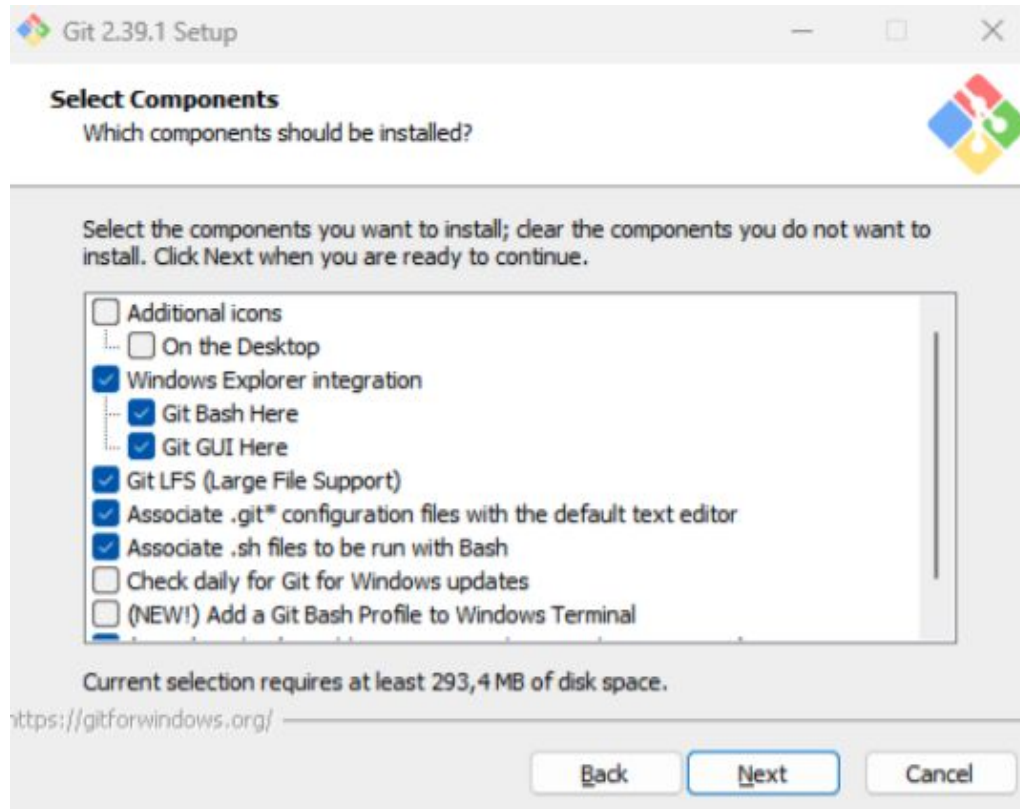 Git 2.39.1 Setup
Select Components
Which components should be installed?
Select the components you want to install; clear the components you do not want to
install. Click Next when you are ready to continue.
Additional icons
On the Desktop
Windows Explorer integration
Git Bash Here
Git GUI Here
Git LFS (Large File Support)
Associate .git* configuration files with the default text editor
Associate .sh files to be run with Bash
Check daily for Git for Windows updates
(NEW!) Add a Git Bash Profile to Windows Terminal
Current selection requires at least 293,4 MB of disk space.
https://gitforwindows.org/
Back Next Cancel